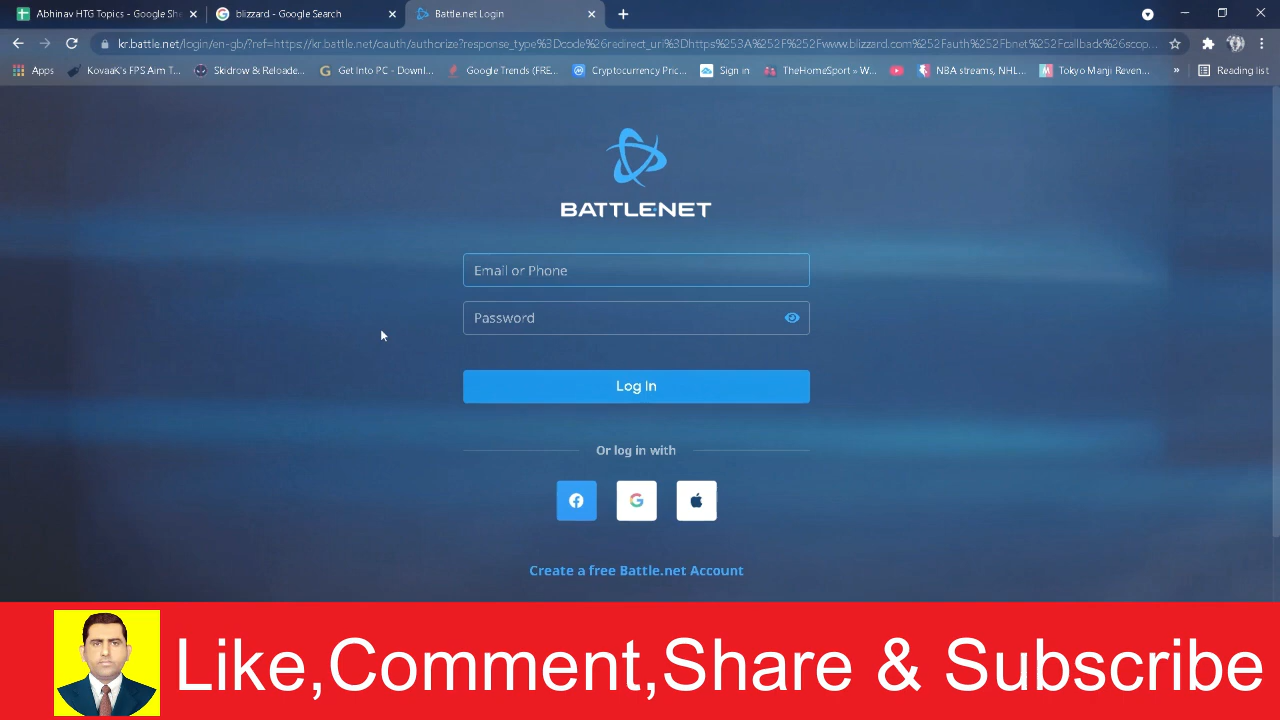 Abhinav HTG Topics - Google She
blizzard - Google Search
Battle.net Login
kr.battle.net/login/en-gb/?ref=https://kr.battle.net/oauth/authorize?response_type%3Dcode%26redirect_uri%3Dhttps%253A%252F%252Fwww.blizzard.com%252Fauth%252Fbnet%252Fcallback%26scop...
Apps
KovaaK's FPS Aim T...
Skidrow & Reloade...
Get Into PC - Downl...
Google Trends (FRE...
Cryptocurrency Pric...
Sign in
TheHomeSport » W...
NBA streams, NHL...
Tokyo Manji Reven...
»
Reading list
BATTLE.NET
Email or Phone
Password
Log In
Or log in with
Create a free Battle.net Account
Like,Comment,Share & Subscribe